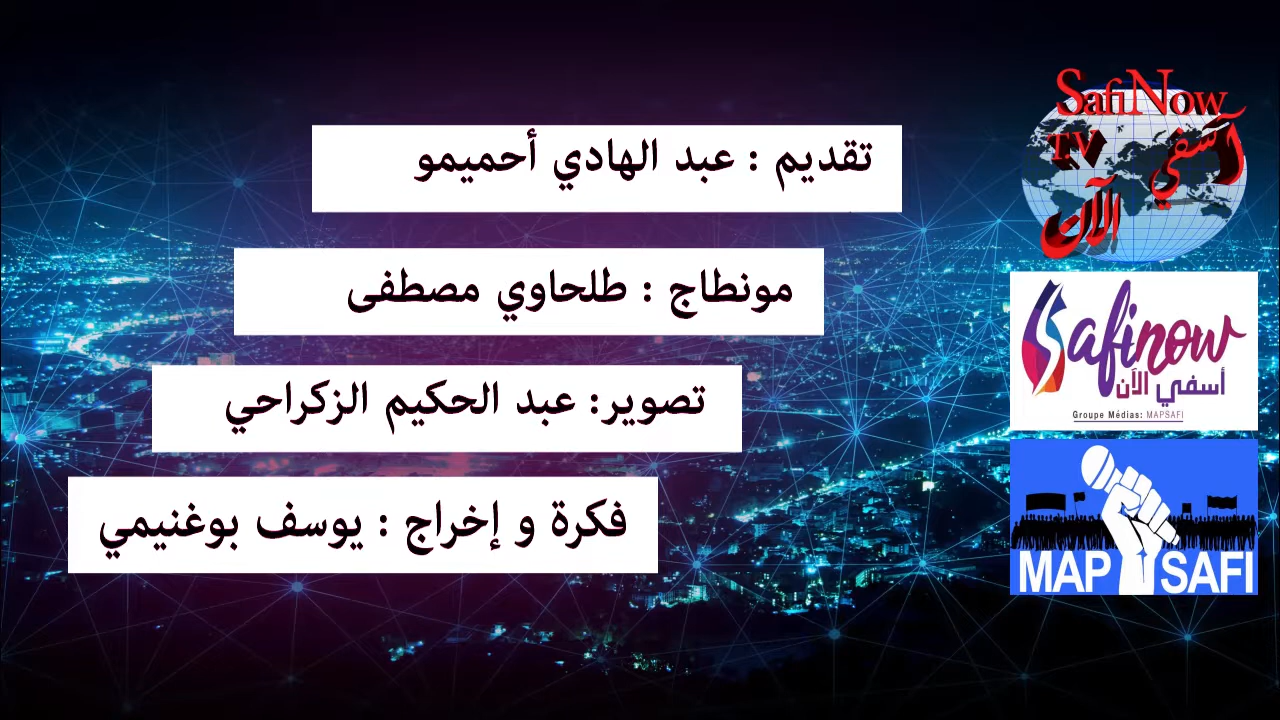 تقديم : عبد الهادي أحميمو
مونطاج : طلحاوي مصطفى
تصوير: عبد الحكيم الزكراحي
فكرة و إخراج : يوسف بوغنيمي
SafiNow
TV
آسفي
الآن
Safinow
أسفي الآن
Groupe Médias: MAPSAFI
MAP SAFI